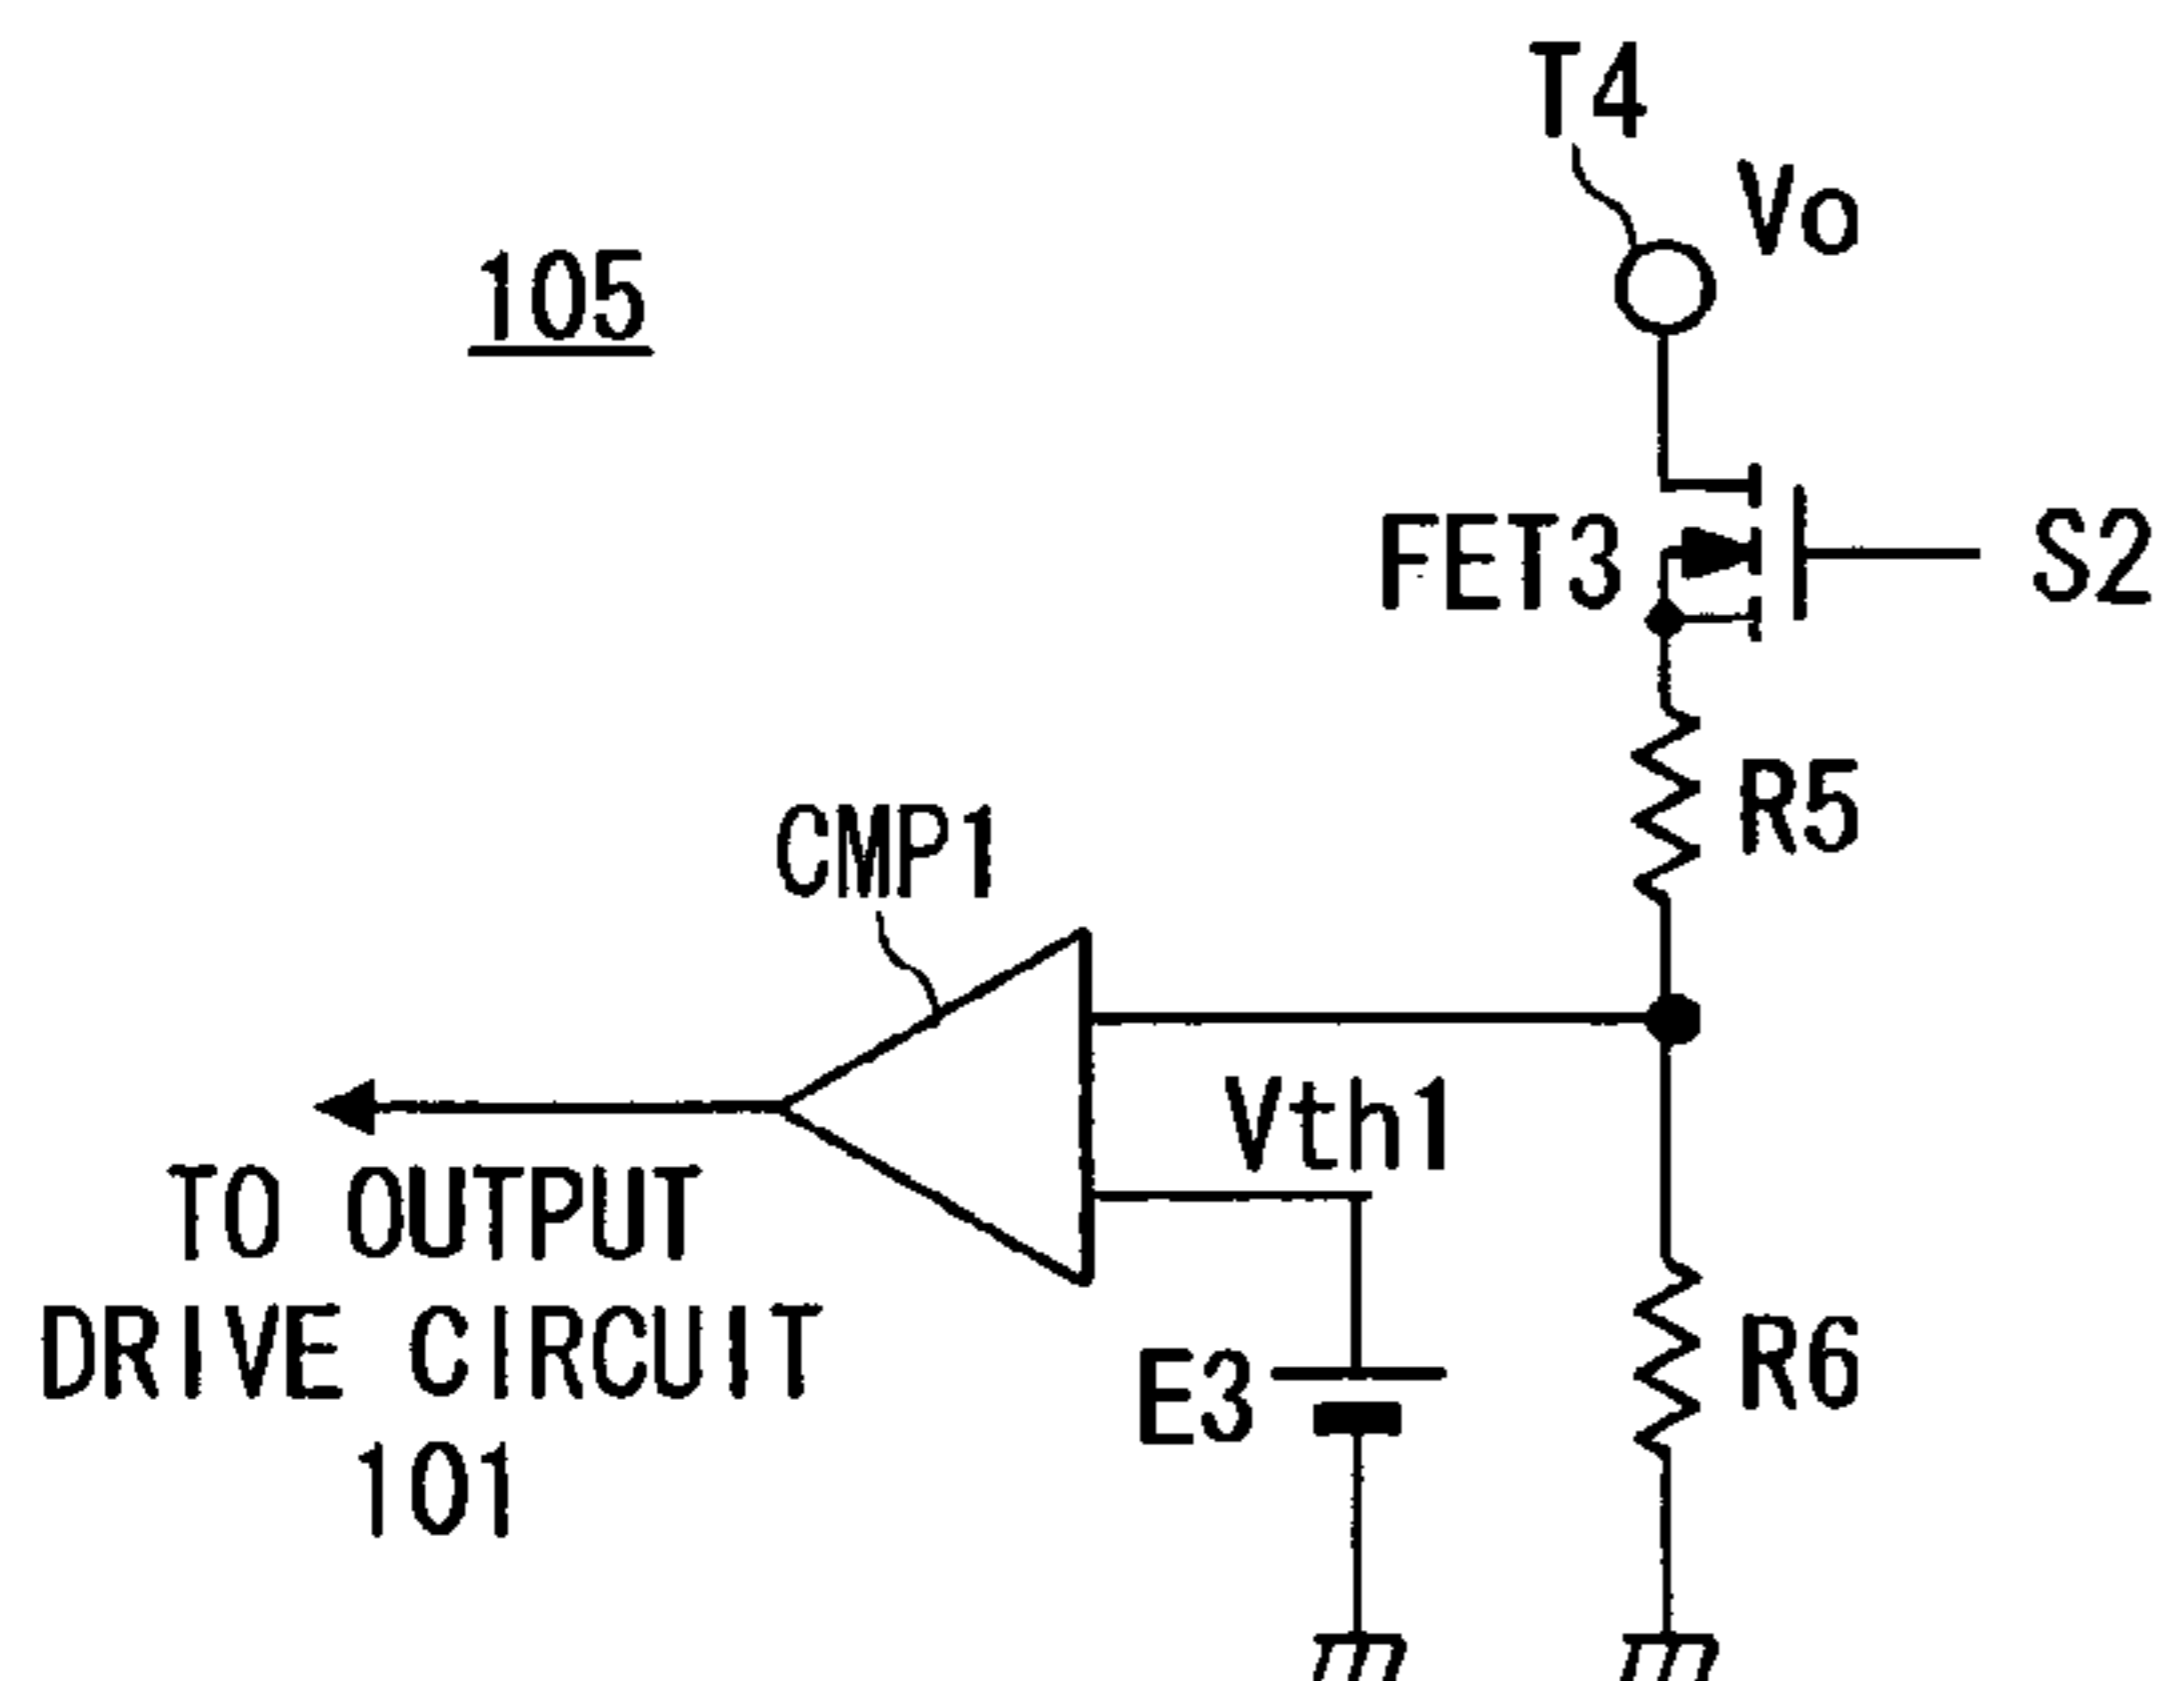 T4
Vo
105
FET3
S2
R5
CMP1
Vth1
TO OUTPUT
DRIVE CIRCUIT
101
E3
R6